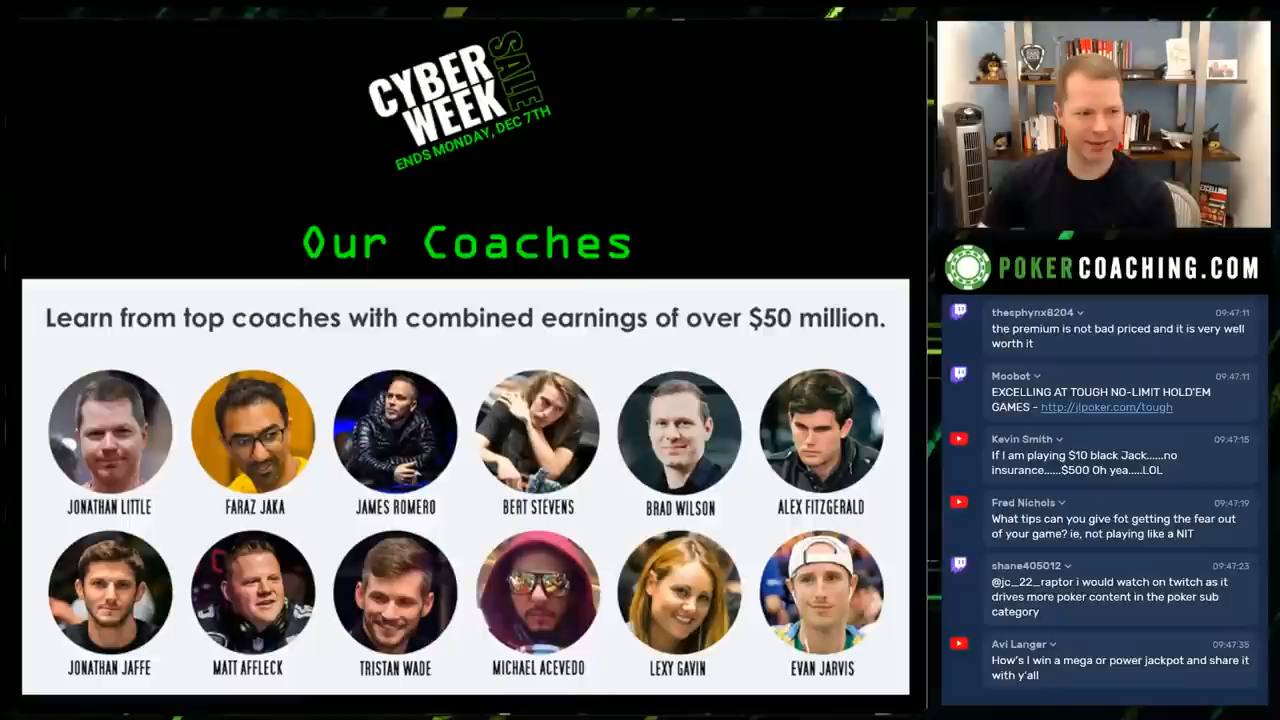 CYBER
WEEK
SALE
ENDS MONDAY, DEC 7TH
Our Coaches
Learn from top coaches with combined earnings of over $50 million.
JONATHAN LITTLE
FARAZ JAKA
JAMES ROMERO
BERT STEVENS
BRAD WILSON
ALEX FITZGERALD
JONATHAN JAFFE
MATT AFFLECK
TRISTAN WADE
MICHAEL ACEVEDO
LEXY GAVIN
EVAN JARVIS
EXCELLING
POKERCOACHING.COM
thesphynx8204 09:47:11
the premium is not bad priced and it is very well
worth it
Moobot 09:47:11
EXCELLING AT TOUGH NO-LIMIT HOLD'EM
GAMES - http://jlpoker.com/tough
Kevin Smith 09:47:15
If I am playing $10 black Jack.....no
insurance......$500 Oh yea.....LOL
Fred Nichols 09:47:19
What tips can you give fot getting the fear out
of your game? ie, not playing like a NIT
shane405012 09:47:23
@jc_22_raptor i would watch on twitch as it
drives more poker content in the poker sub
category
Avi Langer 09:47:35
How's I win a mega or power jackpot and share it
with y'all